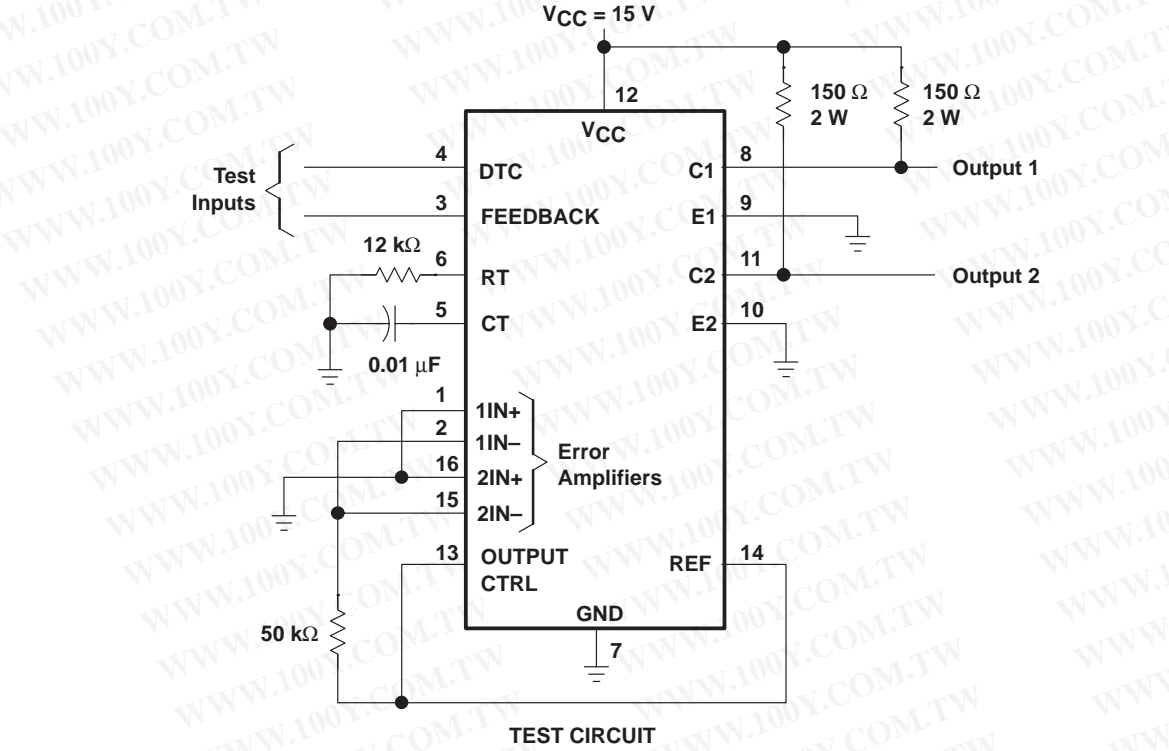 VCC = 15 V
12
VCC
150 Ω
2 W
150 Ω
2 W
Test
Inputs
4
DTC
3
FEEDBACK
C1
8
Output 1
E1
9
12 kΩ
6
RT
C2
11
Output 2
5
CT
0.01 μF
E2
10
1
1IN+
2
1IN–
16
2IN+
15
2IN–
Error
Amplifiers
13
OUTPUT
CTRL
REF
14
50 kΩ
GND
7
TEST CIRCUIT
WWW.100Y.COM.TW